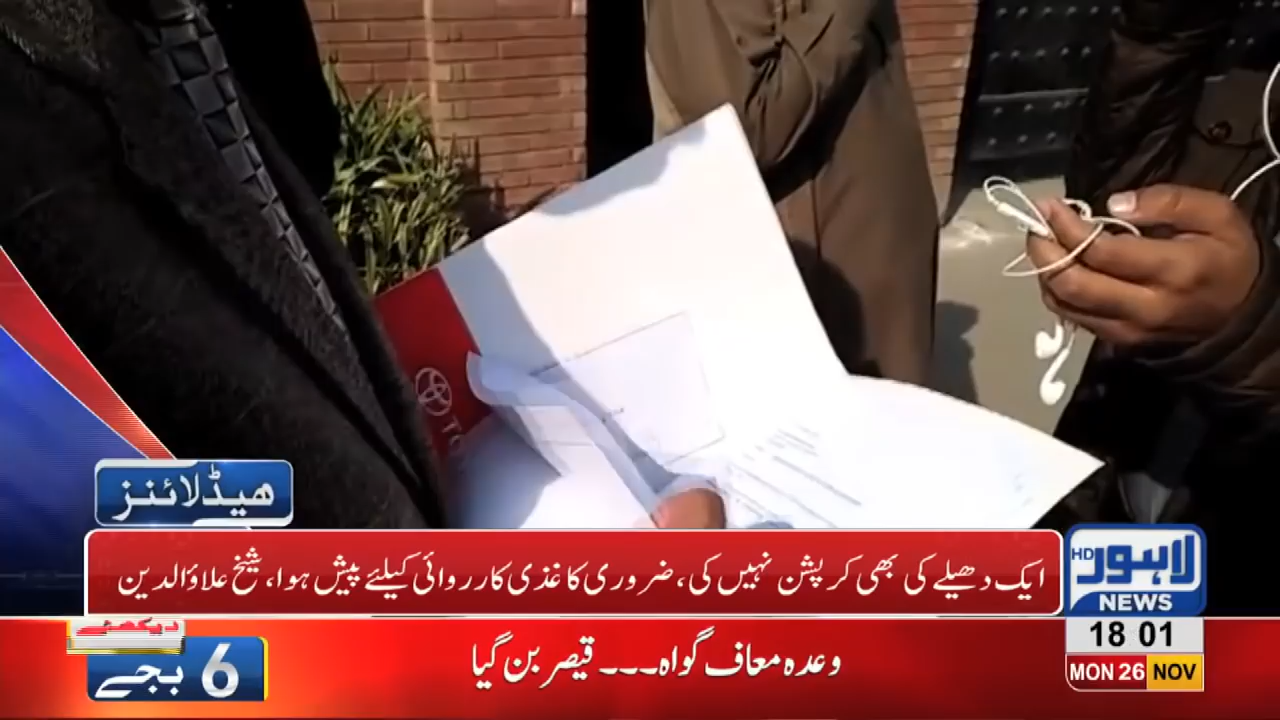 ھیڈلائنز
ایک دھیلے کی بھی کرپشن نہیں کی، ضروری کاغذی کارروائی کیلئے پیش ہوا، شیخ علاؤالدین
HD لاہور
NEWS
18 01
MON 26 NOV
دیکھئے
6 بجے
وعدہ معاف گواہ ۔۔۔ قیصر بن گیا